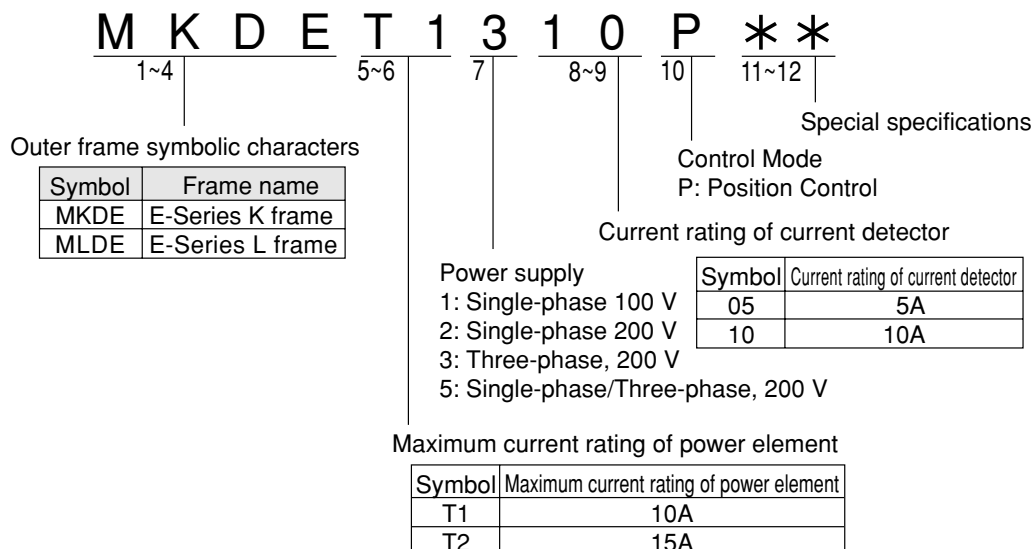 M K D E T 1 3 1 0 P * *
1~4 5~6 7 8~9 10 11~12
Special specifications
Outer frame symbolic characters
Symbol Frame name
MKDE E-Series K frame
MLDE E-Series L frame
Control Mode
P: Position Control
Current rating of current detector
Symbol Current rating of current detector
05 5A
10 10A
Power supply
1: Single-phase 100 V
2: Single-phase 200 V
3: Three-phase, 200 V
5: Single-phase/Three-phase, 200 V
Maximum current rating of power element
Symbol Maximum current rating of power element
T1 10A
T2 15A